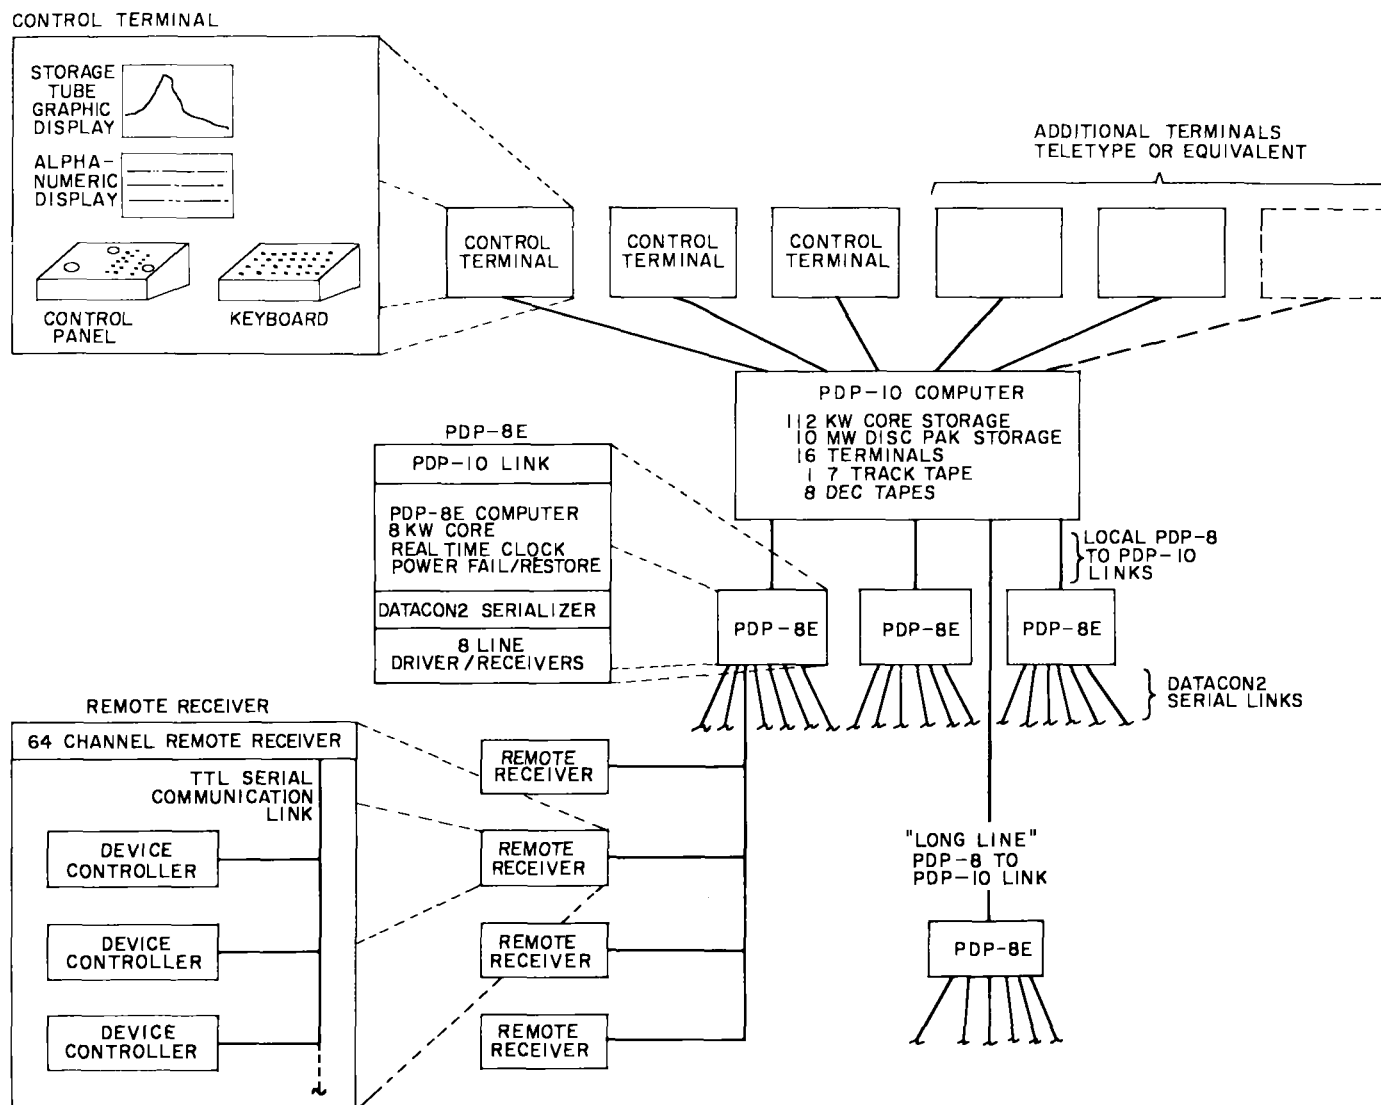 CONTROL TERMINAL
STORAGE
TUBE
GRAPHIC
DISPLAY
ALPHA-
NUMERIC
DISPLAY
CONTROL
PANEL
KEYBOARD
ADDITIONAL TERMINALS
TELETYPE OR EQUIVALENT
CONTROL
TERMINAL
CONTROL
TERMINAL
CONTROL
TERMINAL
PDP-10 COMPUTER
112 KW CORE STORAGE
10 MW DISC PAK STORAGE
16 TERMINALS
1 7 TRACK TAPE
8 DEC TAPES
PDP-8E
PDP-10 LINK
PDP-8E COMPUTER
8 KW CORE
REAL TIME CLOCK
POWER FAIL/RESTORE
DATACON2 SERIALIZER
8 LINE
DRIVER/RECEIVERS
LOCAL PDP-8
TO PDP-10
LINKS
PDP-8E
PDP-8E
PDP-8E
DATACON2
SERIAL LINKS
REMOTE RECEIVER
64 CHANNEL REMOTE RECEIVER
TTL SERIAL
COMMUNICATION
LINK
DEVICE
CONTROLLER
DEVICE
CONTROLLER
DEVICE
CONTROLLER
REMOTE
RECEIVER
REMOTE
RECEIVER
REMOTE
RECEIVER
REMOTE
RECEIVER
"LONG LINE"
PDP-8 TO
PDP-10 LINK
PDP-8E